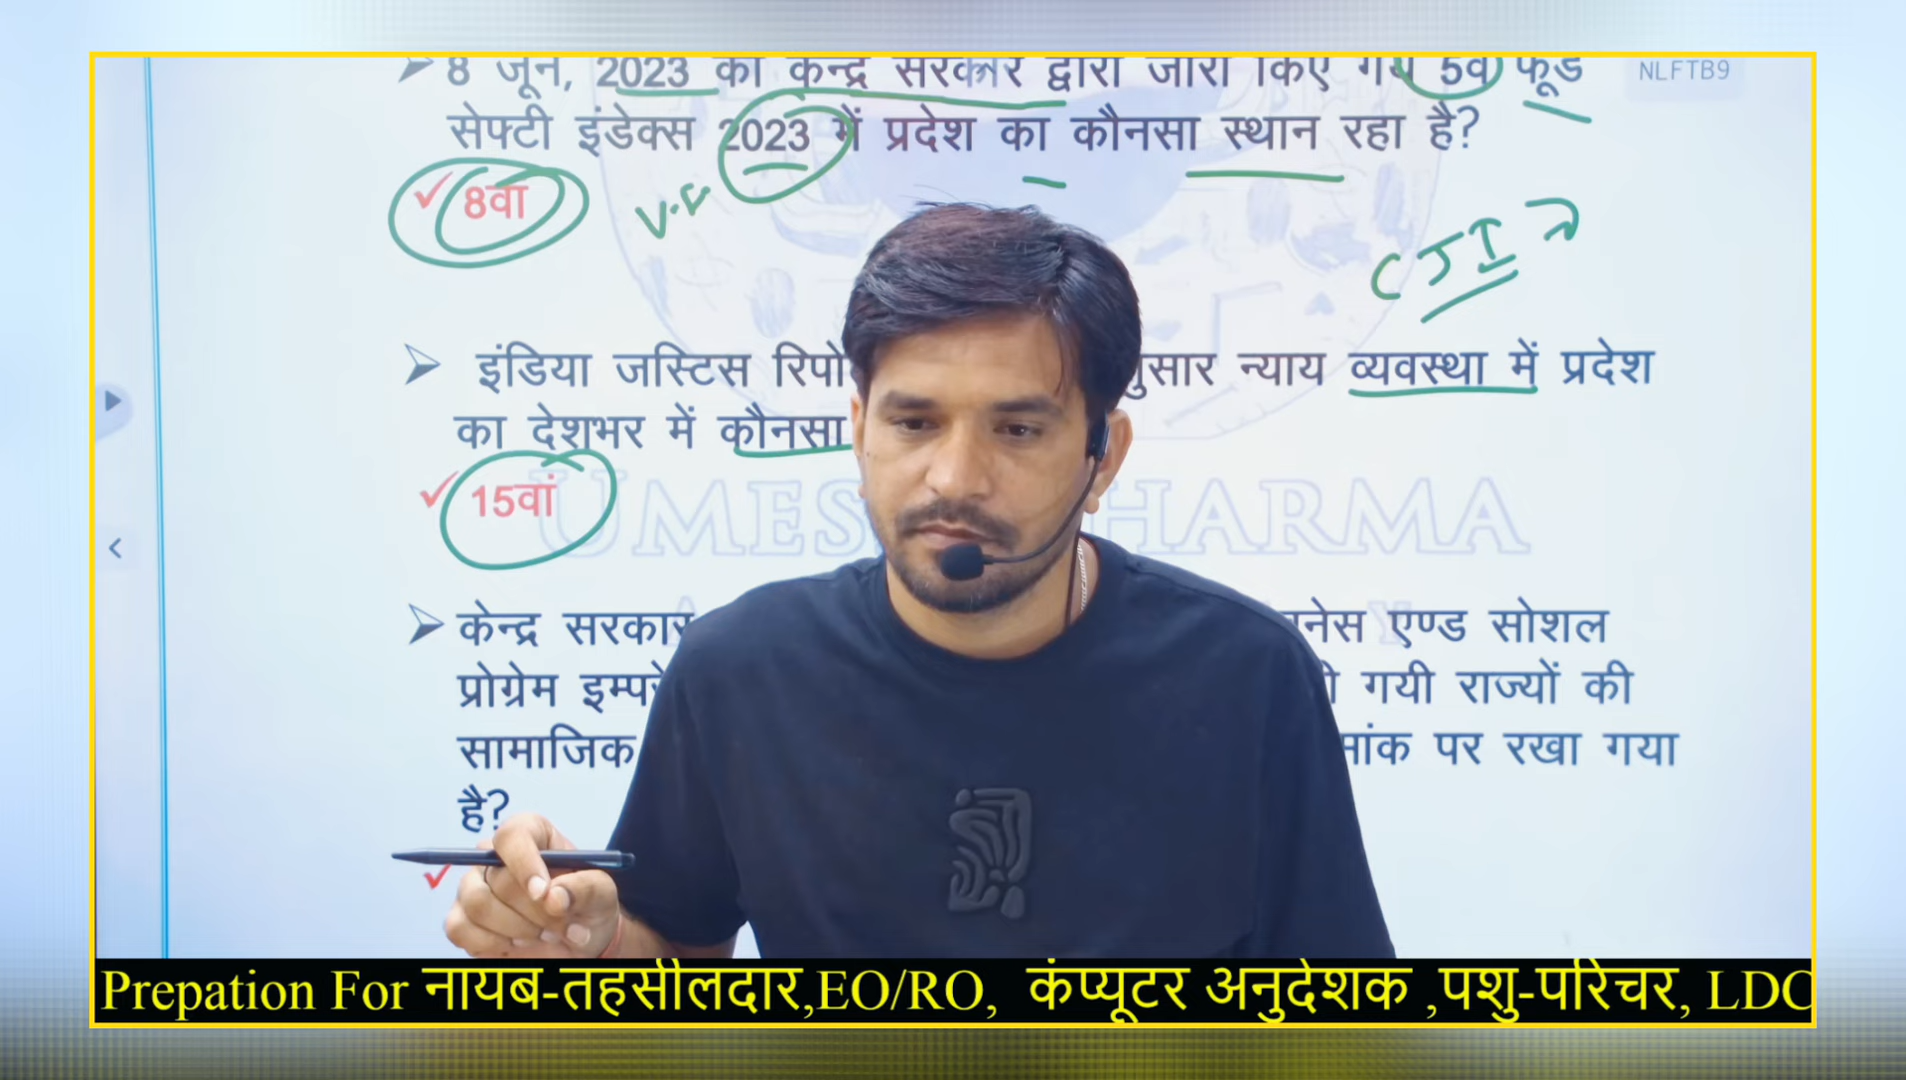 8 जून, 2023 को केन्द्र सरकार द्वारा जारी किए गये 5वें फूड
NLFTB9
सेफ्टी इंडेक्स 2023 में प्रदेश का कौनसा स्थान रहा है?
✓ 8वां
V.F
CJI
इंडिया जस्टिस रिपो नुसार न्याय व्यवस्था में प्रदेश
का देशभर में कौनसा
✓ 15वां
UMES HARMA
केन्द्र सरकार नेस एण्ड सोशल
प्रोग्रेम इम्परे गयी राज्यों की
सामाजिक मांक पर रखा गया
है?
✓
Prepation For नायब-तहसीलदार,EO/RO, कंप्यूटर अनुदेशक ,पशु-परिचर, LDC